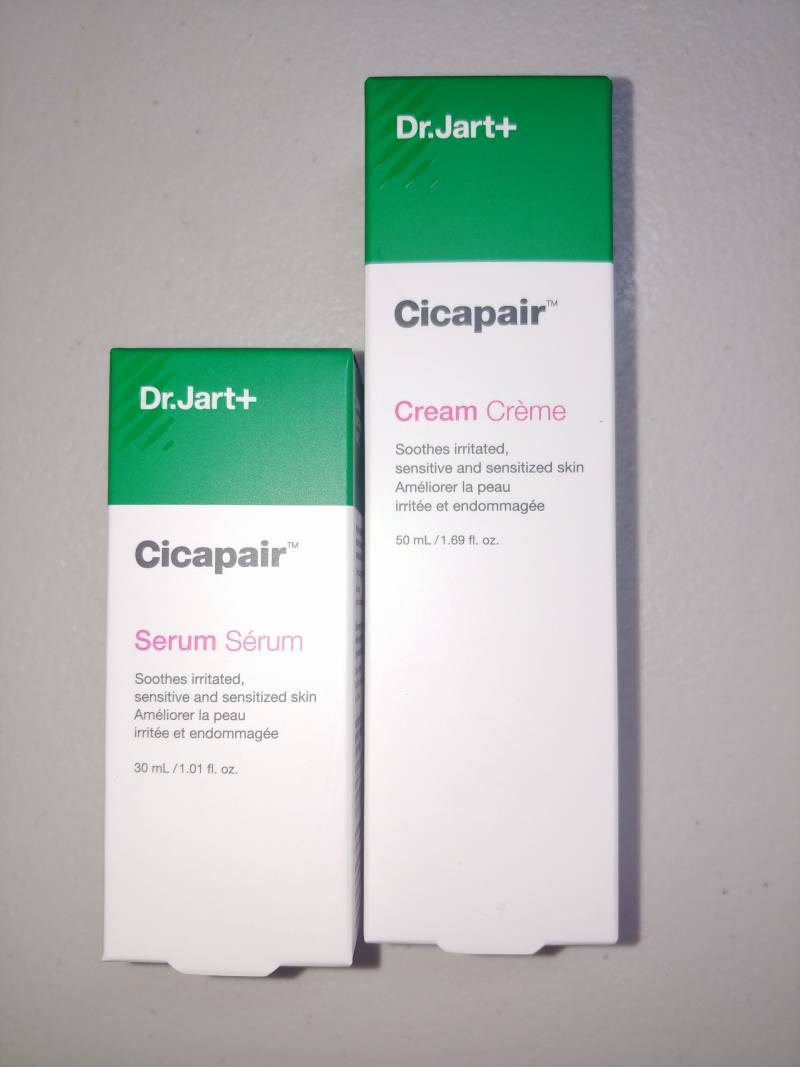 Dr.Jart+
Cicapair™
Serum Sérum
Soothes irritated,
sensitive and sensitized skin
Améliorer la peau
irritée et endommagée
30 mL / 1.01 fl. oz.
Dr.Jart+
Cicapair™
Cream Crème
Soothes irritated,
sensitive and sensitized skin
Améliorer la peau
irritée et endommagée
50 mL / 1.69 fl. oz.